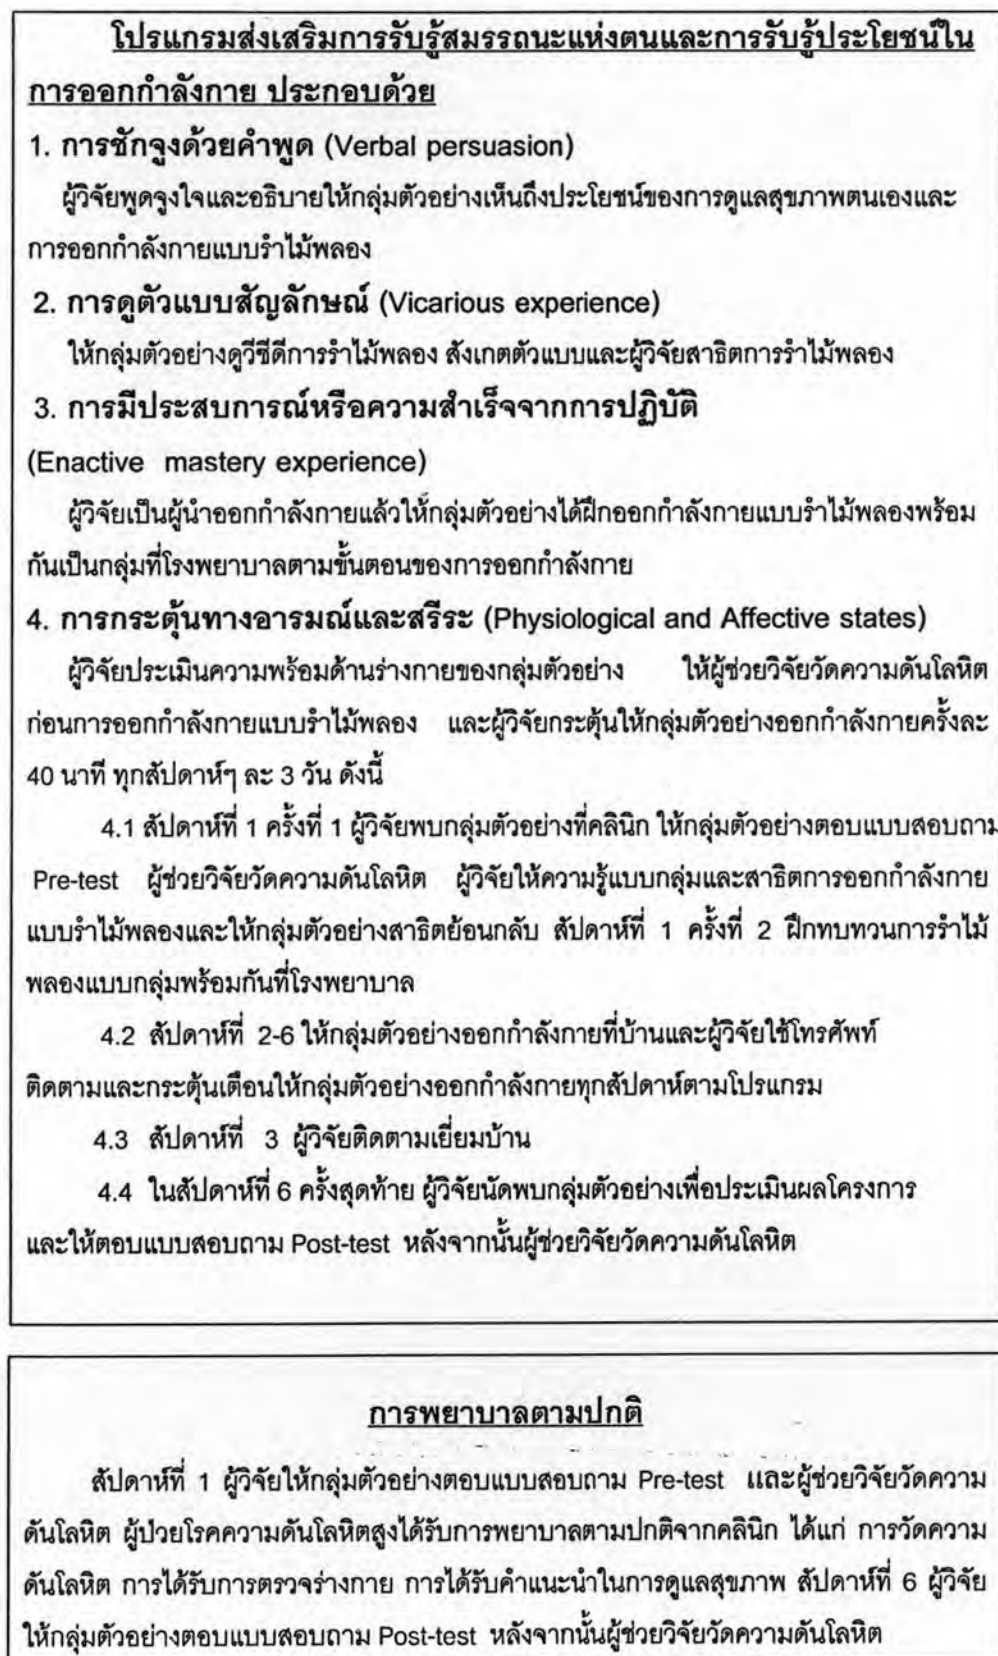 โปรแกรมส่งเสริมการรับรู้สมรรถนะแห่งตนและการรับรู้ประโยชน์ใน
การออกกำลังกาย ประกอบด้วย
1. การชักจูงด้วยคำพูด (Verbal persuasion)
ผู้วิจัยพูดจูงใจและอธิบายให้กลุ่มตัวอย่างเห็นถึงประโยชน์ของการดูแลสุขภาพตนเองและ
การออกกำลังกายแบบรำไม้พลอง
2. การดูตัวแบบสัญลักษณ์ (Vicarious experience)
ให้กลุ่มตัวอย่างดูวีซีดีการรำไม้พลอง สังเกตตัวแบบและผู้วิจัยสาธิตการรำไม้พลอง
3. การมีประสบการณ์หรือความสำเร็จจากการปฏิบัติ
(Enactive mastery experience)
ผู้วิจัยเป็นผู้นำออกกำลังกายแล้วให้กลุ่มตัวอย่างได้ฝึกออกกำลังกายแบบรำไม้พลองพร้อม
กันเป็นกลุ่มที่โรงพยาบาลตามขั้นตอนของการออกกำลังกาย
4. การกระตุ้นทางอารมณ์และสรีระ (Physiological and Affective states)
ผู้วิจัยประเมินความพร้อมด้านร่างกายของกลุ่มตัวอย่าง ให้ผู้ช่วยวิจัยวัดความดันโลหิต
ก่อนการออกกำลังกายแบบรำไม้พลอง และผู้วิจัยกระตุ้นให้กลุ่มตัวอย่างออกกำลังกายครั้งละ
40 นาที ทุกสัปดาห์ๆ ละ 3 วัน ดังนี้
4.1 สัปดาห์ที่ 1 ครั้งที่ 1 ผู้วิจัยพบกลุ่มตัวอย่างที่คลินิก ให้กลุ่มตัวอย่างตอบแบบสอบถาม
Pre-test ผู้ช่วยวิจัยวัดความดันโลหิต ผู้วิจัยให้ความรู้แบบกลุ่มและสาธิตการออกกำลังกาย
แบบรำไม้พลองและให้กลุ่มตัวอย่างสาธิตย้อนกลับ สัปดาห์ที่ 1 ครั้งที่ 2 ฝึกทบทวนการรำไม้
พลองแบบกลุ่มพร้อมกันที่โรงพยาบาล
4.2 สัปดาห์ที่ 2-6 ให้กลุ่มตัวอย่างออกกำลังกายที่บ้านและผู้วิจัยใช้โทรศัพท์
ติดตามและกระตุ้นเตือนให้กลุ่มตัวอย่างออกกำลังกายทุกสัปดาห์ตามโปรแกรม
4.3 สัปดาห์ที่ 3 ผู้วิจัยติดตามเยี่ยมบ้าน
4.4 ในสัปดาห์ที่ 6 ครั้งสุดท้าย ผู้วิจัยนัดพบกลุ่มตัวอย่างเพื่อประเมินผลโครงการ
และให้ตอบแบบสอบถาม Post-test หลังจากนั้นผู้ช่วยวิจัยวัดความดันโลหิต
การพยาบาลตามปกติ
สัปดาห์ที่ 1 ผู้วิจัยให้กลุ่มตัวอย่างตอบแบบสอบถาม Pre-test และผู้ช่วยวิจัยวัดความ
ดันโลหิต ผู้ป่วยโรคความดันโลหิตสูงได้รับการพยาบาลตามปกติจากคลินิก ได้แก่ การวัดความ
ดันโลหิต การได้รับการตรวจร่างกาย การได้รับคำแนะนำในการดูแลสุขภาพ สัปดาห์ที่ 6 ผู้วิจัย
ให้กลุ่มตัวอย่างตอบแบบสอบถาม Post-test หลังจากนั้นผู้ช่วยวิจัยวัดความดันโลหิต